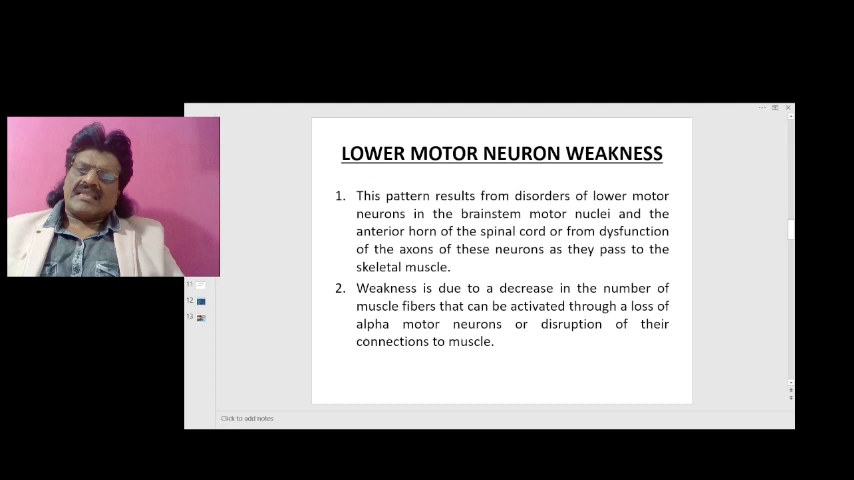 LOWER MOTOR NEURON WEAKNESS
1. This pattern results from disorders of lower motor
neurons in the brainstem motor nuclei and the
anterior horn of the spinal cord or from dysfunction
of the axons of these neurons as they pass to the
skeletal muscle.
2. Weakness is due to a decrease in the number of
muscle fibers that can be activated through a loss of
alpha motor neurons or disruption of their
connections to muscle.
11
12
13
Click to add notes